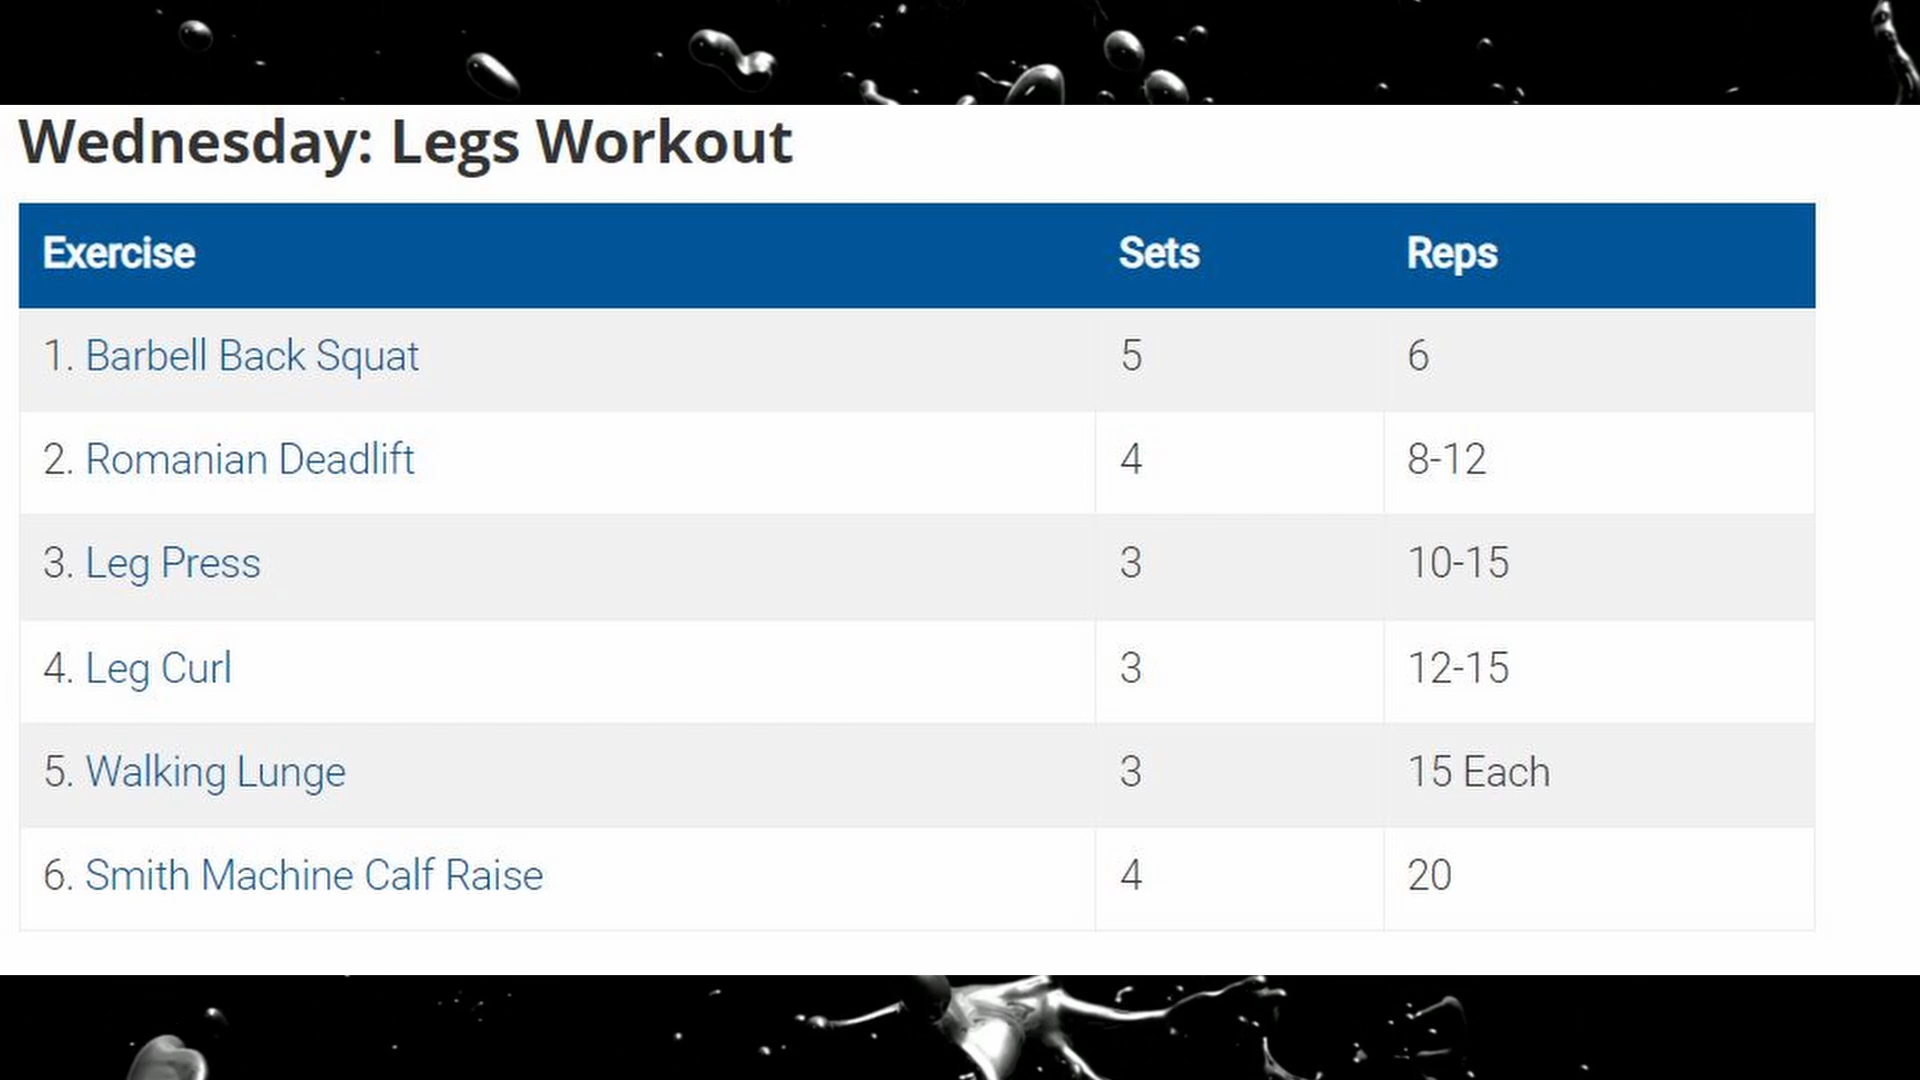 Wednesday: Legs Workout
Exercise Sets Reps
1. Barbell Back Squat 5 6
2. Romanian Deadlift 4 8-12
3. Leg Press 3 10-15
4. Leg Curl 3 12-15
5. Walking Lunge 3 15 Each
6. Smith Machine Calf Raise 4 20